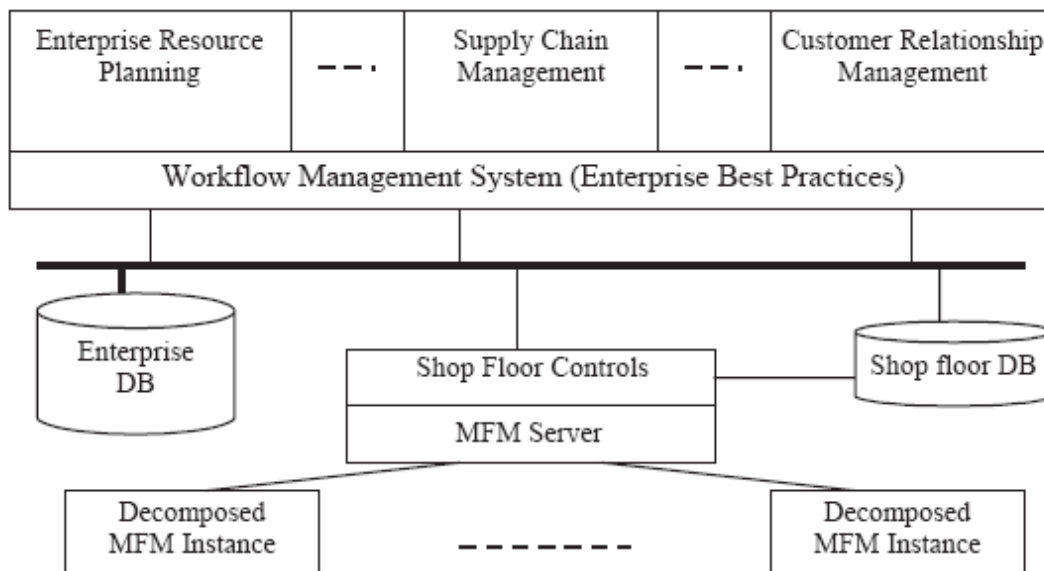 Enterprise Resource
Planning
Supply Chain
Management
Customer Relationship
Management
Workflow Management System (Enterprise Best Practices)
Enterprise
DB
Shop Floor Controls
Shop floor DB
MFM Server
Decomposed
MFM Instance
Decomposed
MFM Instance